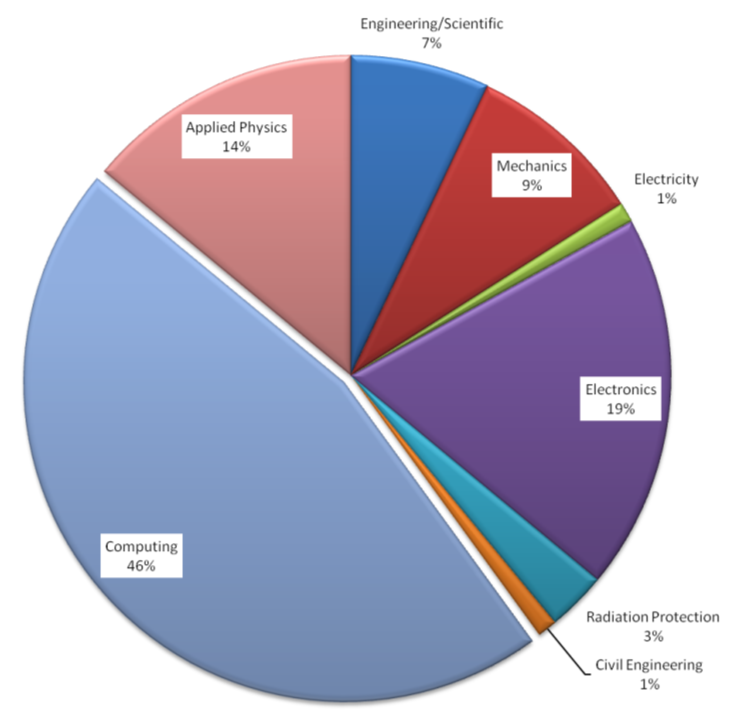 Engineering/Scientific
7%
Applied Physics
14%
Mechanics
9%
Electricity
1%
Electronics
19%
Computing
46%
Radiation Protection
3%
Civil Engineering
1%